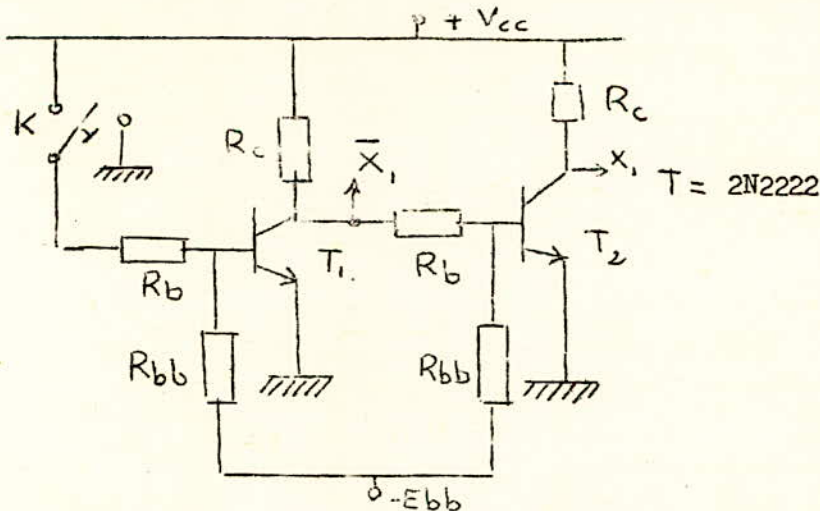 + Vcc
K
Rc
Rc
X̄₁
X₁
T = 2N2222
Rb
T₁.
Rb
T₂
Rbb
Rbb
-Ebb